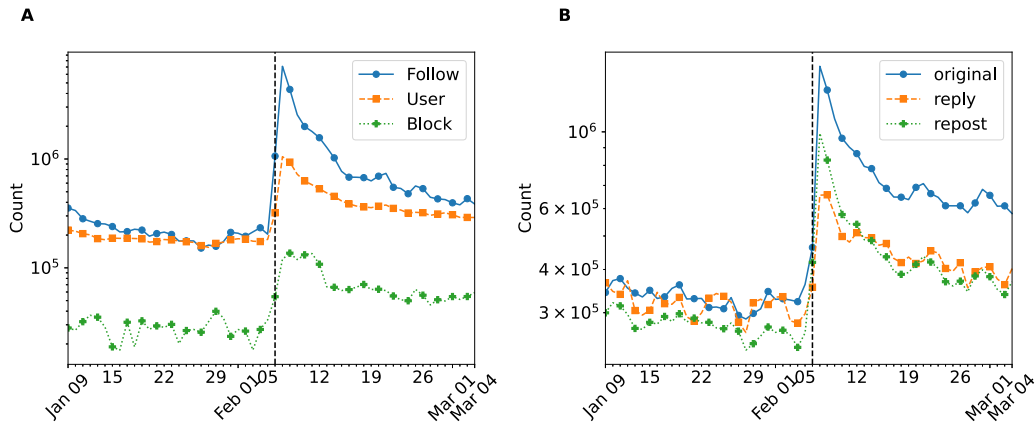 A
Count
10^6
10^5
Follow
User
Block
Jan 09
15
22
29
Feb 01
05
12
19
26
Mar 01
Mar 04
B
Count
10^6
6 × 10^5
4 × 10^5
3 × 10^5
original
reply
repost
Jan 09
15
22
29
Feb 01
05
12
19
26
Mar 01
Mar 04